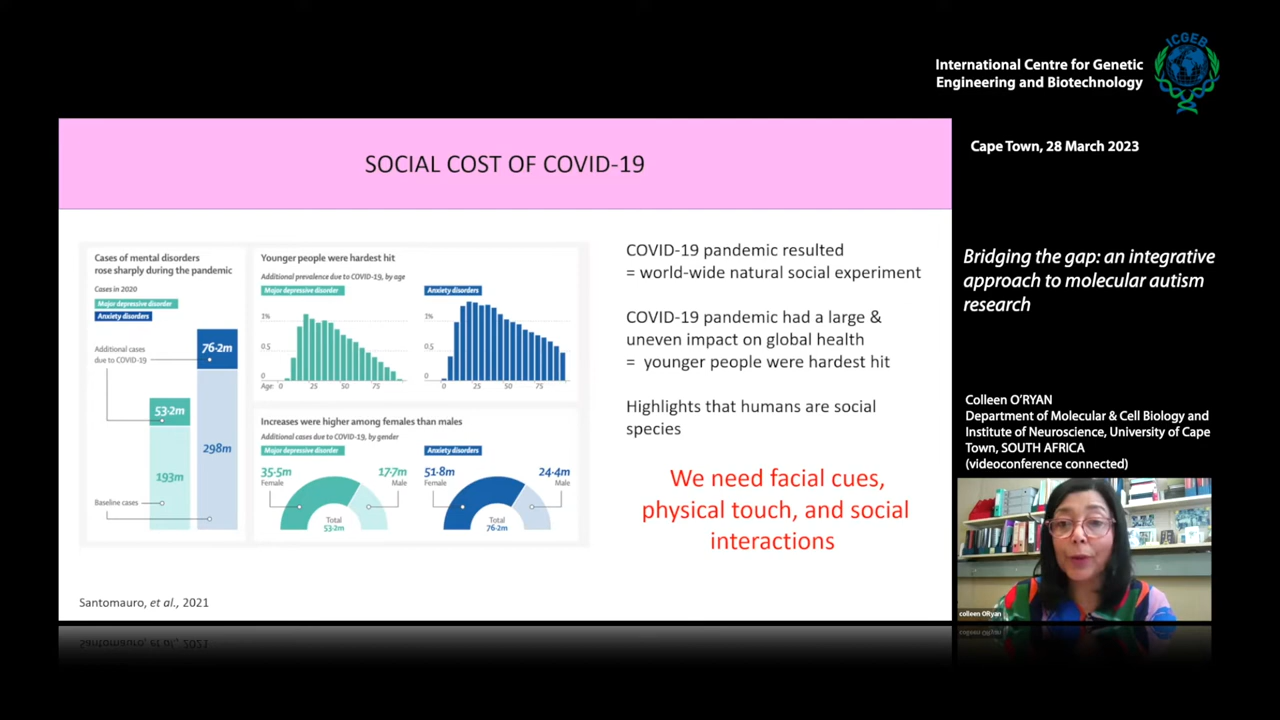 ICGEB
International Centre for Genetic
Engineering and Biotechnology
Cape Town, 28 March 2023
SOCIAL COST OF COVID-19
Cases of mental disorders
rose sharply during the pandemic
Cases in 2020
Major depressive disorder
Anxiety disorders
Additional cases
due to COVID-19
76·2m
53·2m
298m
193m
Baseline cases
Younger people were hardest hit
Additional prevalence due to COVID-19, by age
Major depressive disorder
Anxiety disorders
1%
0.5
0
Age: 0 25 50 75
1%
0.5
0
0 25 50 75
Increases were higher among females than males
Additional cases due to COVID-19, by gender
Major depressive disorder
Anxiety disorders
35·5m
Female
17·7m
Male
Total
53·2m
51·8m
Female
24·4m
Male
Total
76·2m
COVID-19 pandemic resulted
= world-wide natural social experiment
COVID-19 pandemic had a large &
uneven impact on global health
= younger people were hardest hit
Highlights that humans are social
species
We need facial cues,
physical touch, and social
interactions
Santomauro, et al., 2021
Bridging the gap: an integrative
approach to molecular autism
research
Colleen O'RYAN
Department of Molecular & Cell Biology and
Institute of Neuroscience, University of Cape
Town, SOUTH AFRICA
(videoconference connected)
colleen ORyan